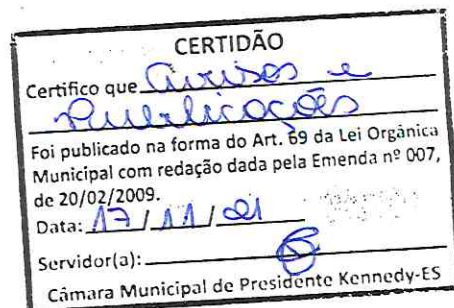 CERTIDÃO
Certifico que Avisos e
Publicações
Foi publicado na forma do Art. 69 da Lei Orgânica
Municipal com redação dada pela Emenda nº 007,
de 20/02/2009.
Data: 17/11/21
Servidor(a):
Câmara Municipal de Presidente Kennedy-ES